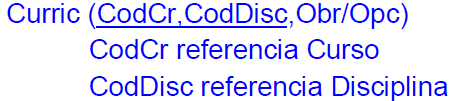 Curric (CodCr,CodDisc,Obr/Opc)
CodCr referencia Curso
CodDisc referencia Disciplina